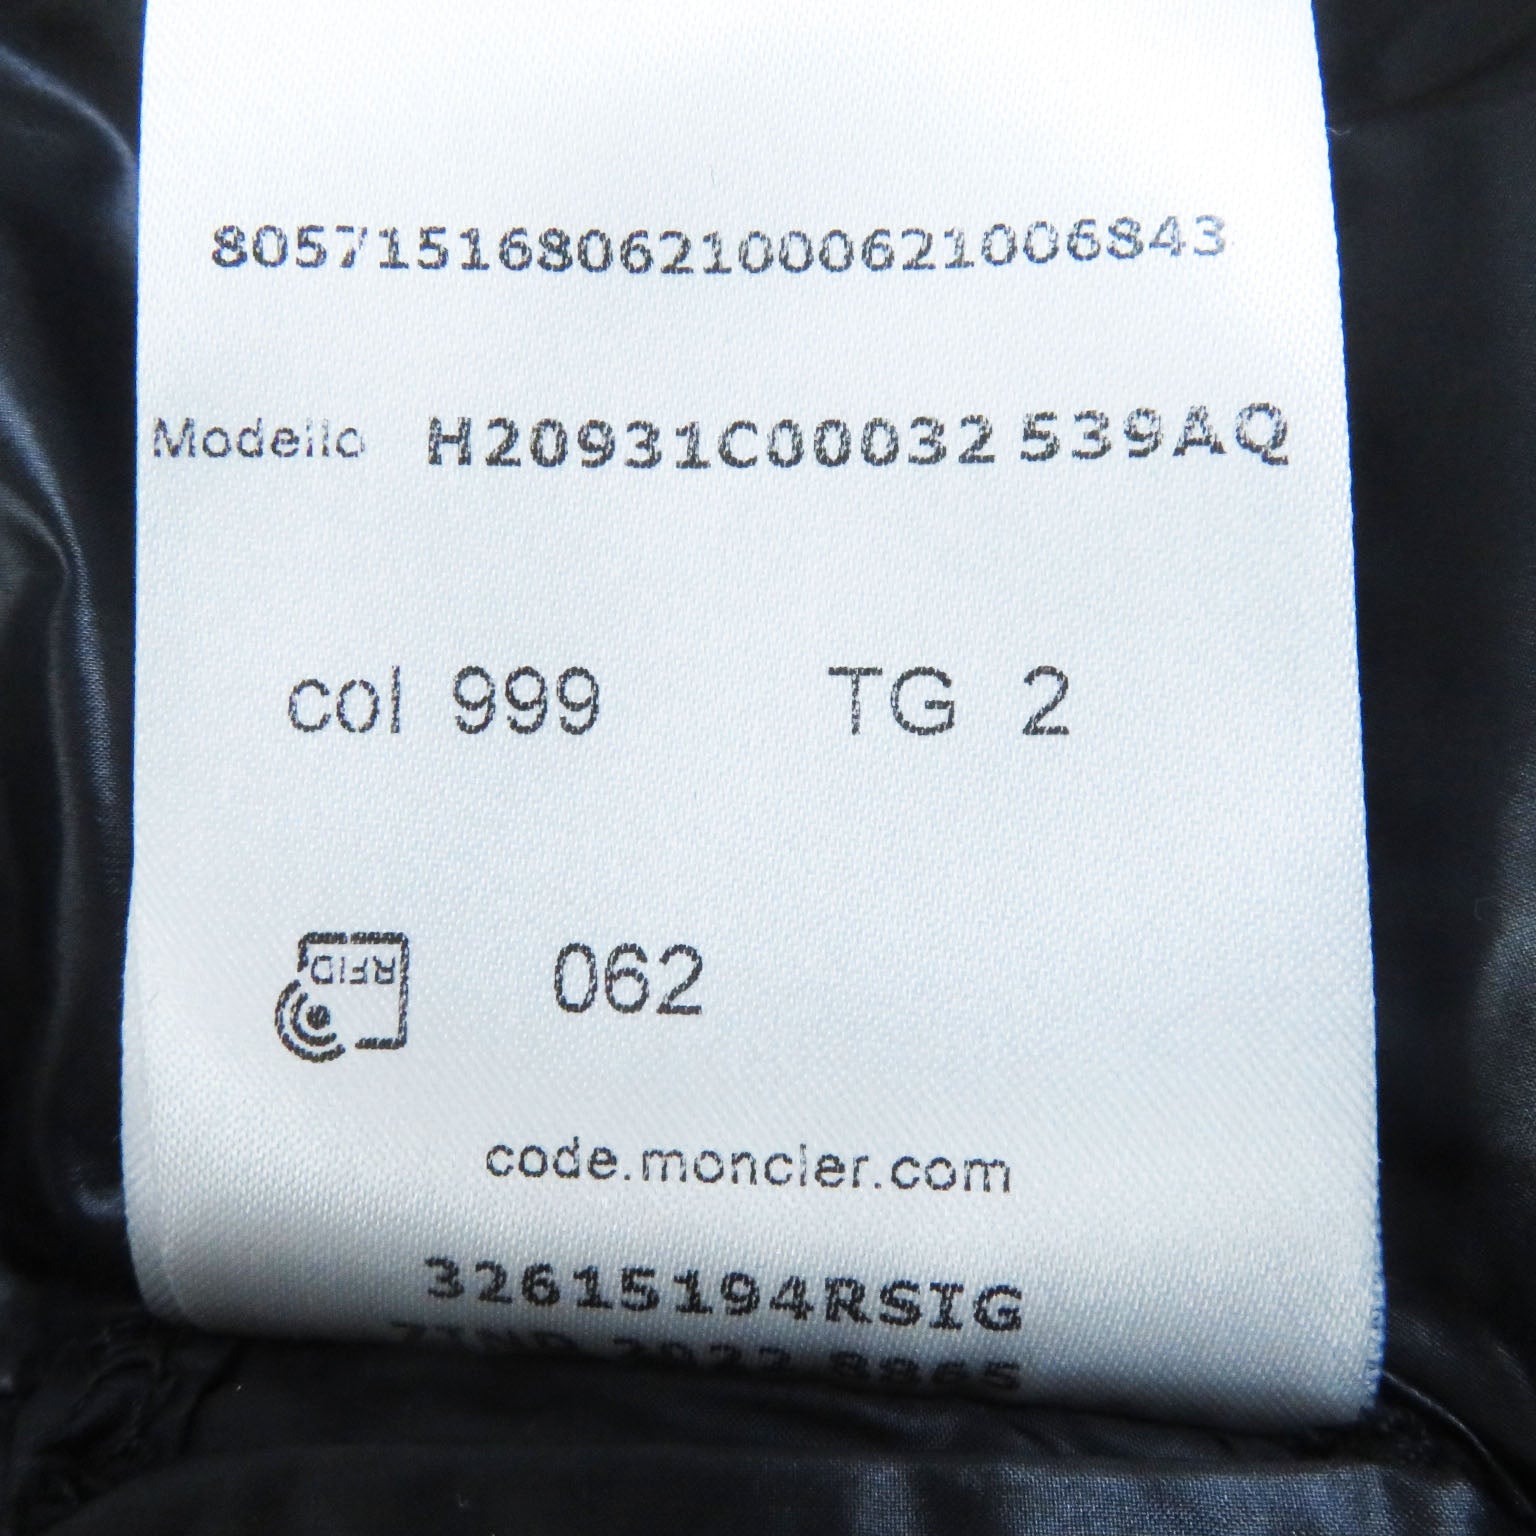 8057151680621000621006843
Modello H20931C00032 539AQ
col 999 TG 2
RFID 062
code.moncler.com
32615194RSIG